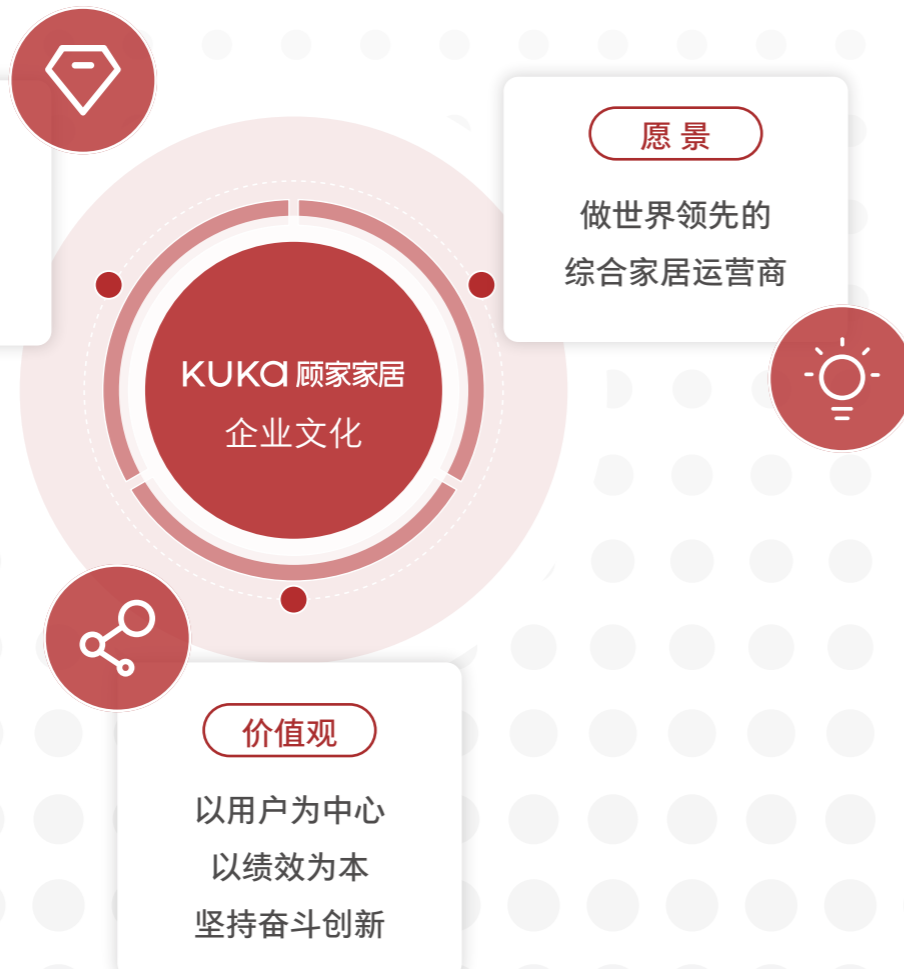 愿景
做世界领先的
综合家居运营商
KUKa 顾家家居
企业文化
价值观
以用户为中心
以绩效为本
坚持奋斗创新